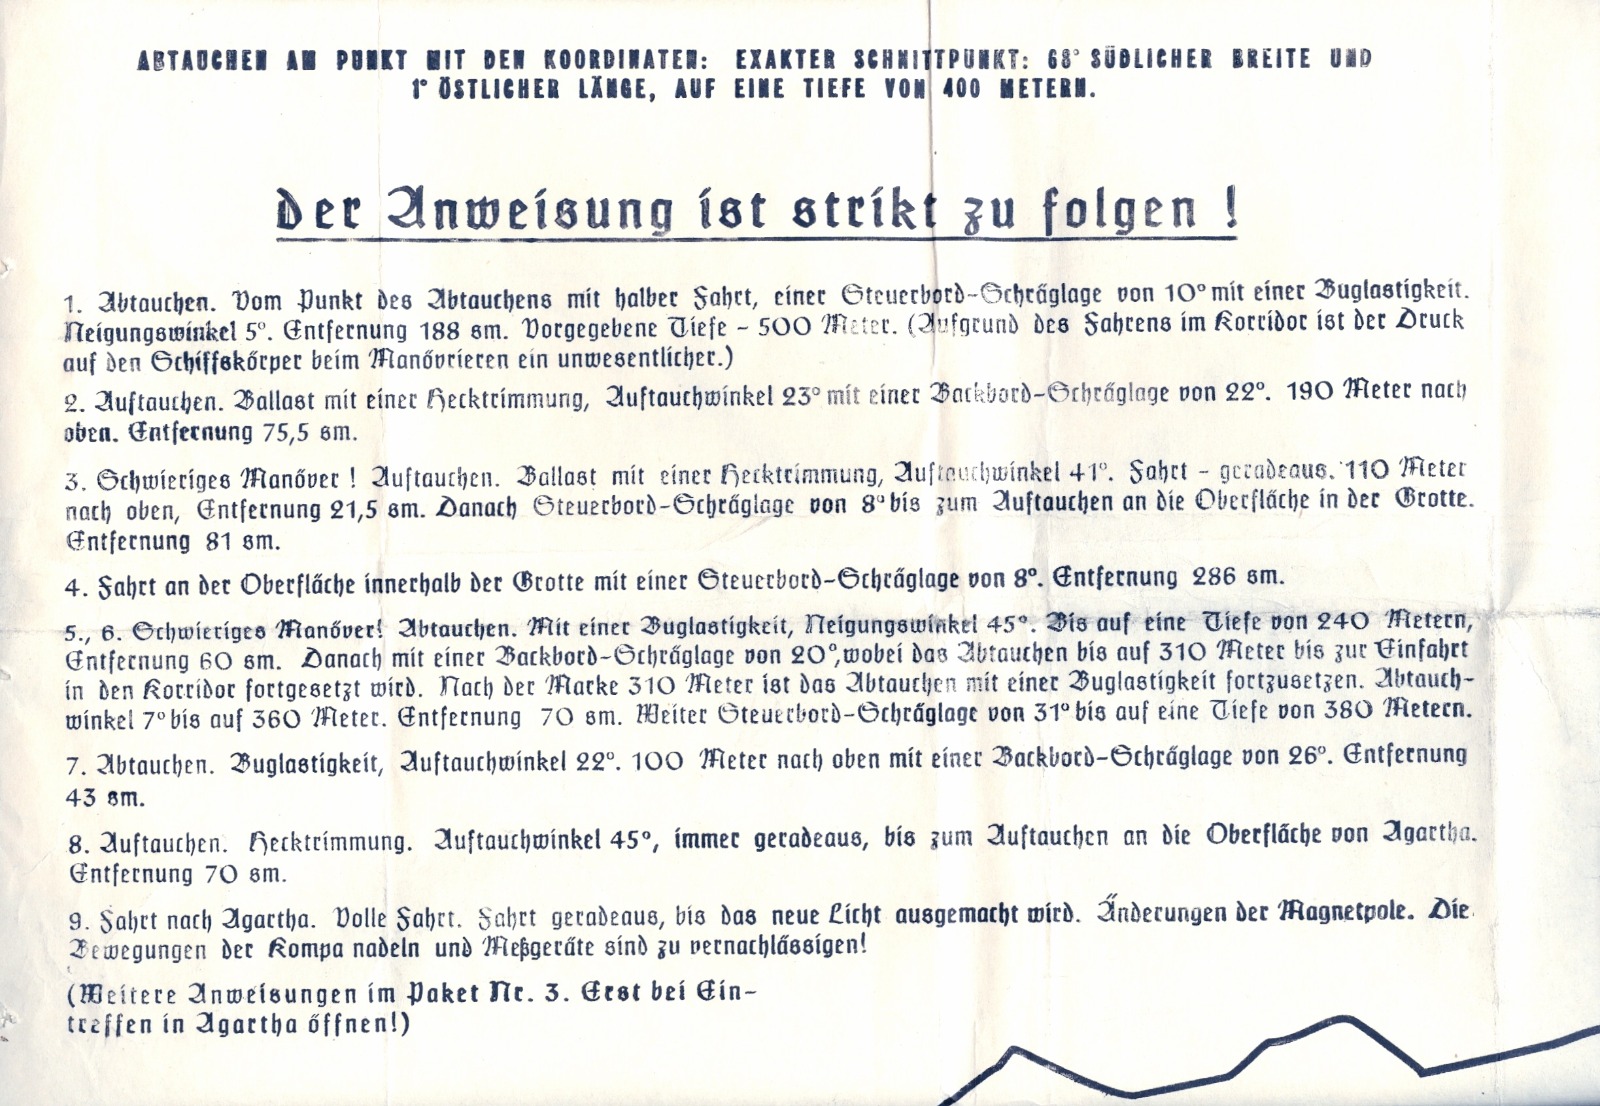 ABTAUCHEN AM PUNKT MIT DEN KOORDINATEN: EXAKTER SCHNITTPUNKT: 68° SÜDLICHER BREITE UND
1° ÖSTLICHER LÄNGE, AUF EINE TIEFE VON 400 METERN.
Der Anweisung ist strikt zu folgen !
1. Abtauchen. Vom Punkt des Abtauchens mit halber Fahrt, einer Steuerbord-Schräglage von 10° mit einer Buglastigkeit.
Neigungswinkel 5°. Entfernung 188 sm. Vorgegebene Tiefe - 500 Meter. (Aufgrund des Fahrens im Korridor ist der Druck
auf den Schiffskörper beim Manövrieren ein unwesentlicher.)
2. Auftauchen. Ballast mit einer Hecktrimmung, Auftauchwinkel 23° mit einer Backbord-Schräglage von 22°. 190 Meter nach
oben. Entfernung 75,5 sm.
3. Schwieriges Manöver ! Auftauchen. Ballast mit einer Hecktrimmung, Auftauchwinkel 41°. Fahrt - geradeaus. 110 Meter
nach oben, Entfernung 21,5 sm. Danach Steuerbord-Schräglage von 8° bis zum Auftauchen an die Oberfläche in der Grotte.
Entfernung 81 sm.
4. Fahrt an der Oberfläche innerhalb der Grotte mit einer Steuerbord-Schräglage von 8°. Entfernung 286 sm.
5., 6. Schwieriges Manöver! Abtauchen. Mit einer Buglastigkeit, Neigungswinkel 45°. Bis auf eine Tiefe von 240 Metern,
Entfernung 60 sm. Danach mit einer Backbord-Schräglage von 20°, wobei das Abtauchen bis auf 310 Meter bis zur Einfahrt
in den Korridor fortgesetzt wird. Nach der Marke 310 Meter ist das Abtauchen mit einer Buglastigkeit fortzusetzen. Abtauch-
winkel 7° bis auf 360 Meter. Entfernung 70 sm. Weiter Steuerbord-Schräglage von 31° bis auf eine Tiefe von 380 Metern.
7. Abtauchen. Buglastigkeit, Auftauchwinkel 22°. 100 Meter nach oben mit einer Backbord-Schräglage von 26°. Entfernung
43 sm.
8. Auftauchen. Hecktrimmung. Auftauchwinkel 45°, immer geradeaus, bis zum Auftauchen an die Oberfläche von Agartha.
Entfernung 70 sm.
9. Fahrt nach Agartha. Volle Fahrt. Fahrt geradeaus, bis das neue Licht ausgemacht wird. Änderungen der Magnetpole. Die
Bewegungen der Kompa nadeln und Meßgeräte sind zu vernachlässigen!
(Weitere Anweisungen im Paket Nr. 3. Erst bei Ein-
treffen in Agartha öffnen!)